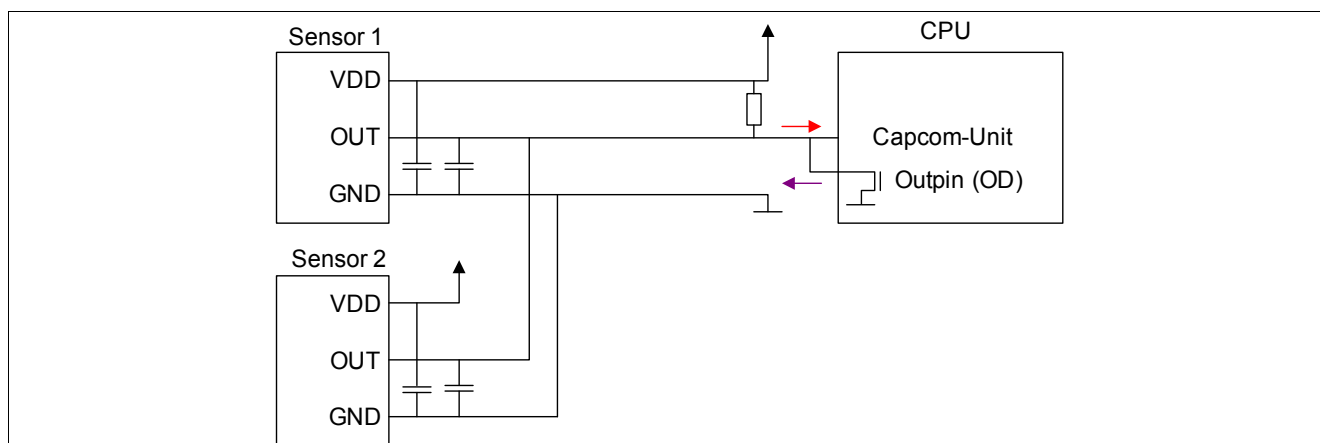 Sensor 1
VDD
OUT
GND
CPU
Capcom-Unit
Outpin (OD)
Sensor 2
VDD
OUT
GND